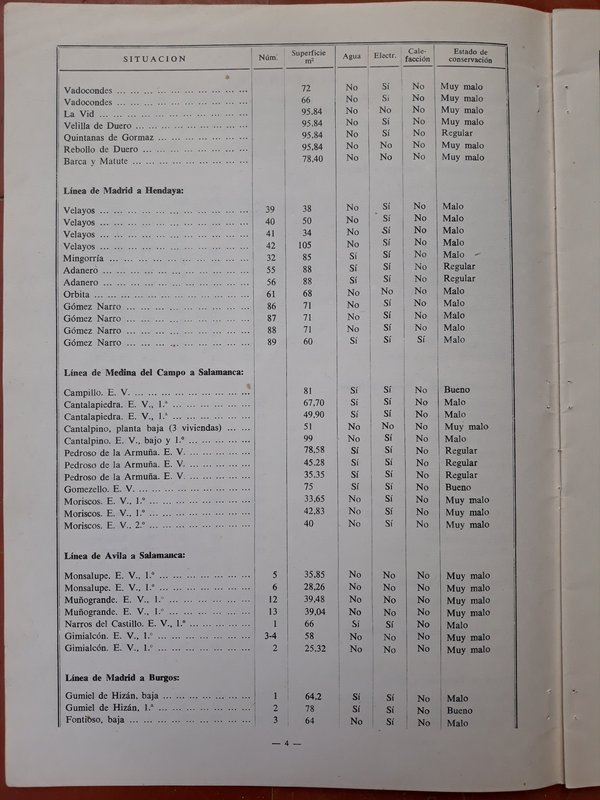 SITUACION Núm. Superficie m² Agua Electr. Cale-facción Estado de conservación
Vadocondes ... ... ... ... ... ... ... ... ... ... 72 No Sí No Muy malo
Vadocondes ... ... ... ... ... ... ... ... ... ... 66 No Si No Muy malo
La Vid ... ... ... ... ... ... ... ... ... ... ... 95,84 No No No Muy malo
Velilla de Duero ... ... ... ... ... ... ... ... 95,84 No Sí No Muy malo
Quintanas de Gormaz ... ... ... ... ... ... ... 95,84 No Sí No Regular
Rebollo de Duero ... ... ... ... ... ... ... ... 95,84 No No No Muy malo
Barca y Matute ... ... ... ... ... ... ... ... ... 78,40 No No No Muy malo
Línea de Madrid a Hendaya:
Velayos ... ... ... ... ... ... ... ... ... ... ... 39 38 No Sí No Malo
Velayos ... ... ... ... ... ... ... ... ... ... ... 40 50 No Sí No Malo
Velayos ... ... ... ... ... ... ... ... ... ... ... 41 34 No Sí No Malo
Velayos ... ... ... ... ... ... ... ... ... ... ... 42 105 No Sí No Malo
Mingorría ... ... ... ... ... ... ... ... ... ... 32 85 Sí Sí No Malo
Adanero ... ... ... ... ... ... ... ... ... ... ... 55 88 Sí Sí No Regular
Adanero ... ... ... ... ... ... ... ... ... ... ... 56 88 Sí Sí No Regular
Orbita ... ... ... ... ... ... ... ... ... ... ... 61 68 No No No Malo
Gómez Narro ... ... ... ... ... ... ... ... ... 86 71 No Sí No Malo
Gómez Narro ... ... ... ... ... ... ... ... ... 87 71 No Sí No Malo
Gómez Narro ... ... ... ... ... ... ... ... ... 88 71 No Sí No Malo
Gómez Narro ... ... ... ... ... ... ... ... ... 89 60 Sí Sí Sí Malo
Línea de Medina del Campo a Salamanca:
Campillo. E. V. ... ... ... ... ... ... ... ... ... 81 Sí Sí No Bueno
Cantalapiedra. E. V., 1.ª ... ... ... ... ... ... 67,70 Sí Sí No Malo
Cantalapiedra. E. V., 1.ª ... ... ... ... ... ... 49,90 Sí Sí No Malo
Cantalpino, planta baja (3 viviendas) ... ... 51 No No No Muy malo
Cantalpino. E. V., bajo y 1.º ... ... ... ... ... 99 No Sí No Malo
Pedroso de la Armuña. E. V. ... ... ... ... ... 78,58 Sí Sí No Regular
Pedroso de la Armuña. E. V. ... ... ... ... ... 45.28 Sí Sí No Regular
Pedroso de la Armuña. E. V. ... ... ... ... ... 35.35 Sí Sí No Regular
Gomezello. E. V. ... ... ... ... ... ... ... ... ... 75 Sí Sí No Bueno
Moriscos. E. V., 1.º ... ... ... ... ... ... ... ... 33,65 No Sí No Muy malo
Moriscos. E. V., 1.º ... ... ... ... ... ... ... ... 42,83 No Sí No Muy malo
Moriscos. E. V., 2.º ... ... ... ... ... ... ... ... 40 No Sí No Muy malo
Línea de Avila a Salamanca:
Monsalupe. E. V., 1.ª ... ... ... ... ... ... ... 5 35,85 No No No Muy malo
Monsalupe. E. V., 1.ª ... ... ... ... ... ... ... 6 28,26 No No No Muy malo
Muñogrande. E. V., 1.º ... ... ... ... ... ... ... 12 39,48 No No No Muy malo
Muñogrande. E. V., 1.º ... ... ... ... ... ... ... 13 39,04 No No No Muy malo
Narros del Castillo. E. V., 1.ª ... ... ... ... ... 1 66 Sí Sí No Malo
Gimialcón. E. V., 1.º ... ... ... ... ... ... ... 3-4 58 No No No Muy malo
Gimialcón. E. V., 1.º ... ... ... ... ... ... ... 2 25,32 No No No Muy malo
Línea de Madrid a Burgos:
Gumiel de Hizán, baja ... ... ... ... ... ... ... 1 64,2 Sí Sí No Malo
Gumiel de Hizán, 1.ª ... ... ... ... ... ... ... 2 78 Sí Sí No Bueno
Fontioso, baja ... ... ... ... ... ... ... ... ... 3 64 No Sí No Malo
— 4 —